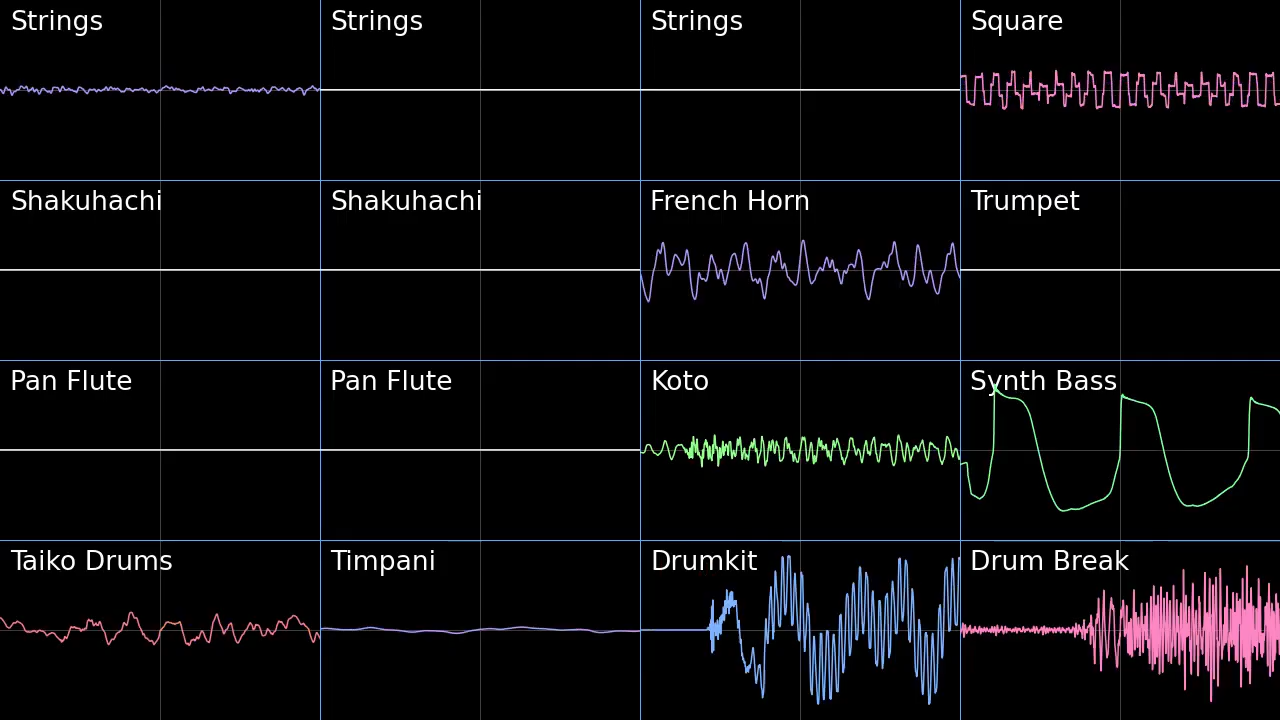 Strings
Strings
Strings
Square
Shakuhachi
Shakuhachi
French Horn
Trumpet
Pan Flute
Pan Flute
Koto
Synth Bass
Taiko Drums
Timpani
Drumkit
Drum Break